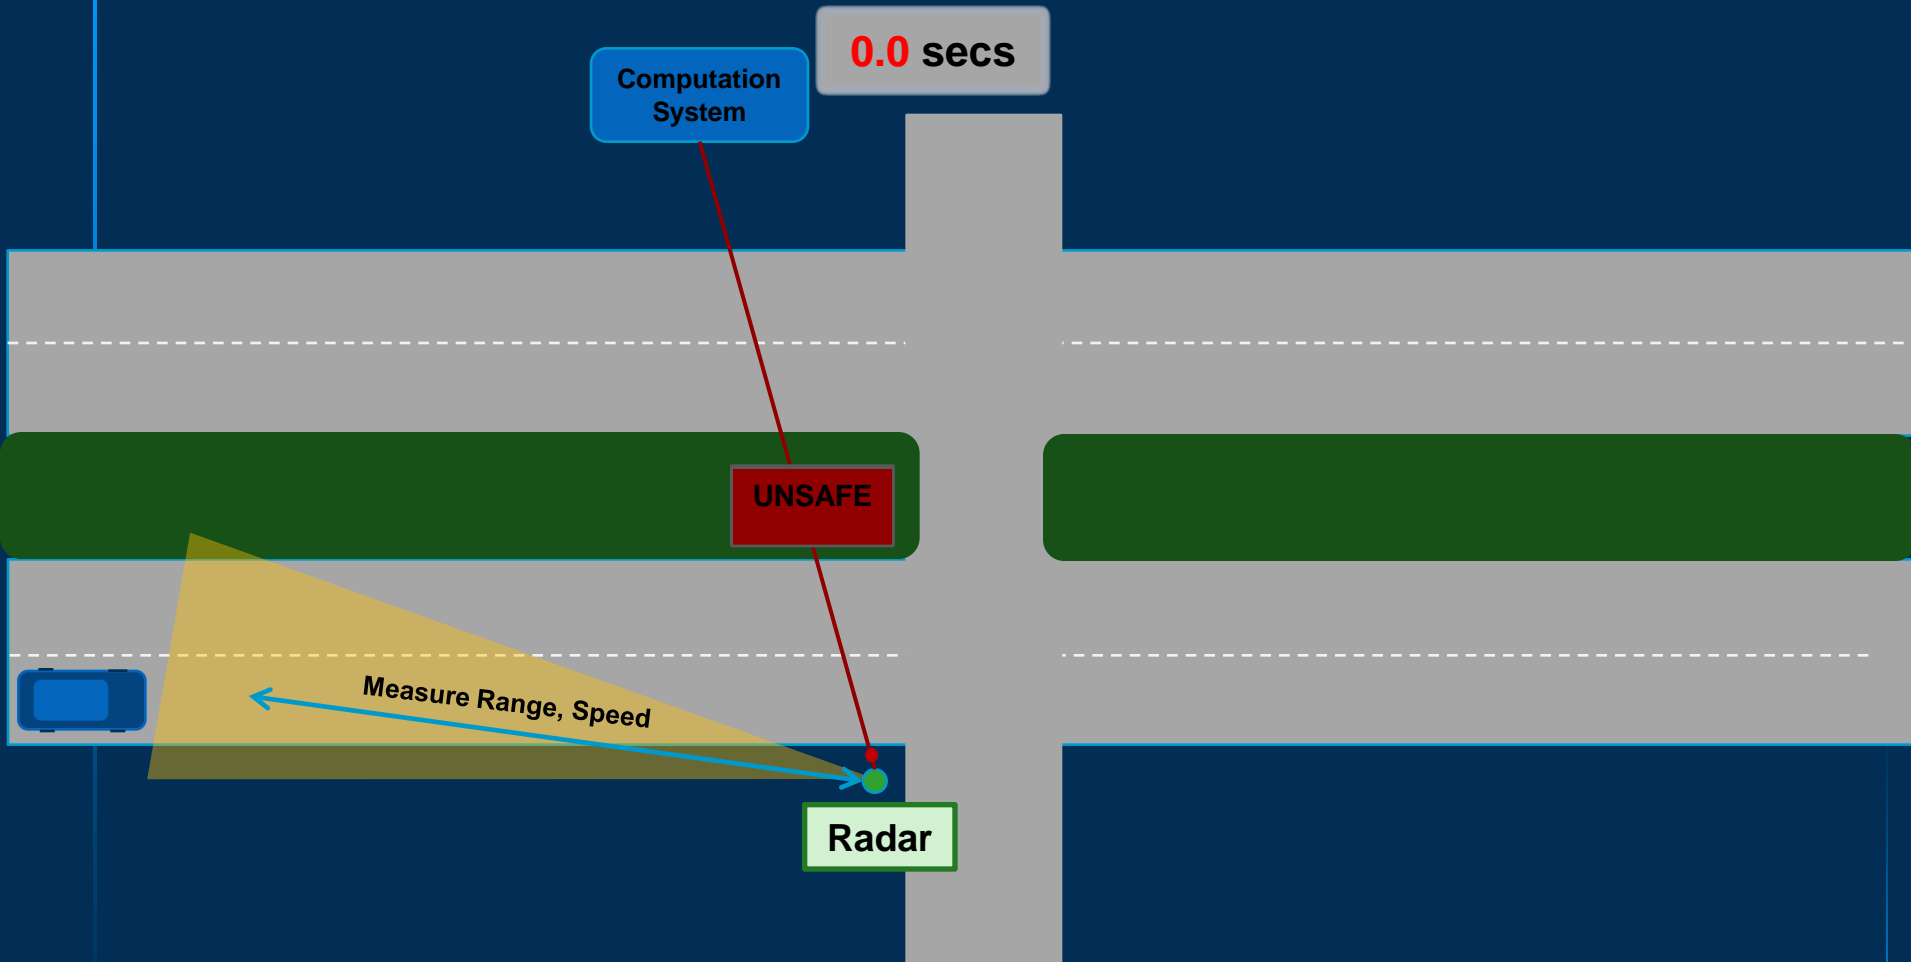 0.0 secs
Computation
System
UNSAFE
Measure Range, Speed
Radar